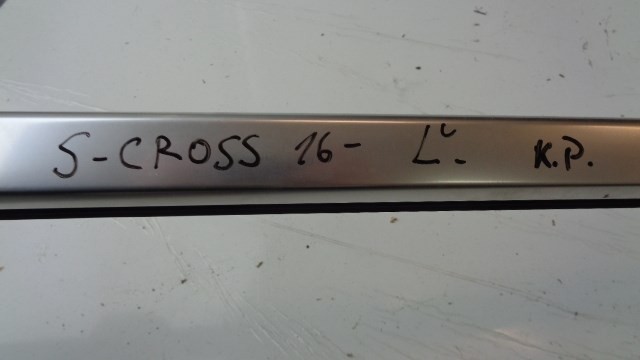 S-CROSS 16- L. K.P.